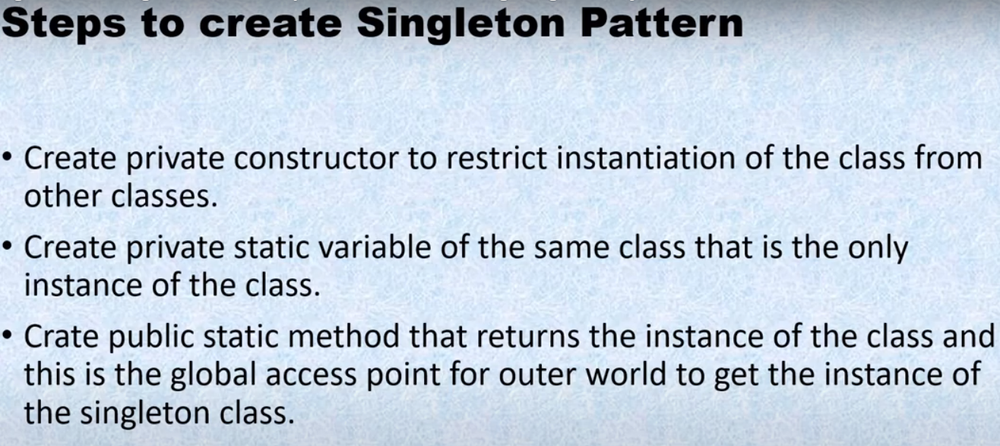 Steps to create Singleton Pattern
• Create private constructor to restrict instantiation of the class from
other classes.
• Create private static variable of the same class that is the only
instance of the class.
• Crate public static method that returns the instance of the class and
this is the global access point for outer world to get the instance of
the singleton class.